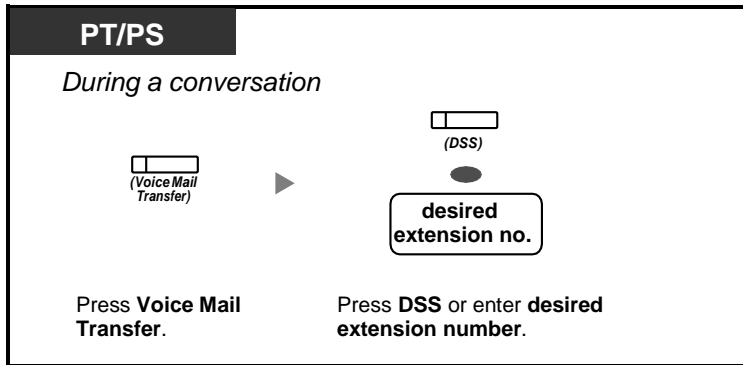 PT/PS
During a conversation
(DSS)
(Voice Mail
Transfer)
desired
extension no.
Press Voice Mail
Transfer.
Press DSS or enter desired
extension number.